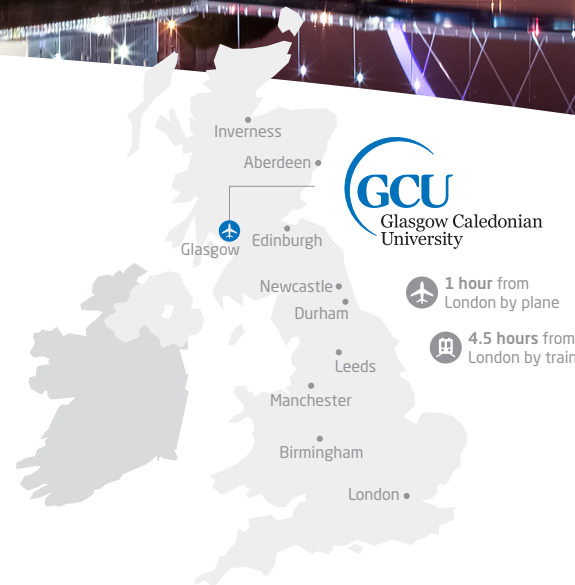 Inverness
Aberdeen
GCU
Glasgow Caledonian
University
Glasgow
Edinburgh
Newcastle
1 hour from
London by plane
Durham
4.5 hours from
London by train
Leeds
Manchester
Birmingham
London